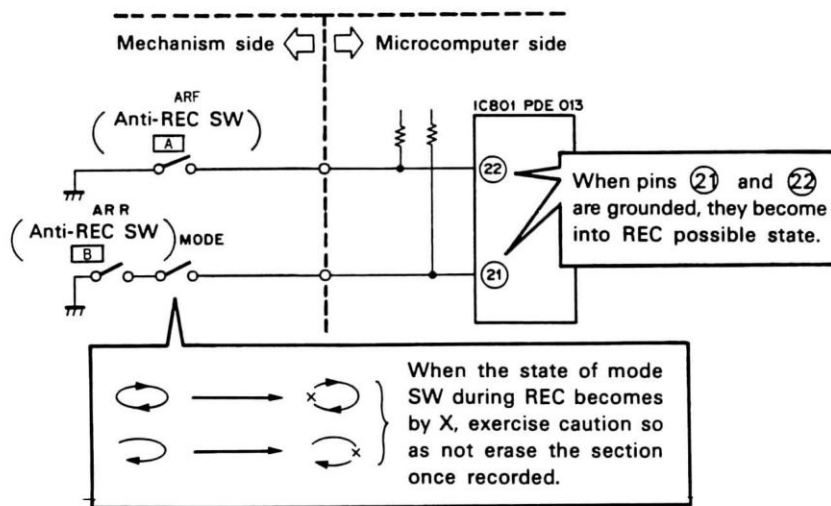 Mechanism side
Microcomputer side
ARF
(Anti-REC SW)
A
IC801 PDE 013
22
When pins 21 and 22
are grounded, they become
into REC possible state.
ARR
(Anti-REC SW)
MODE
B
21
When the state of mode
SW during REC becomes
by X, exercise caution so
as not erase the section
once recorded.
x
x